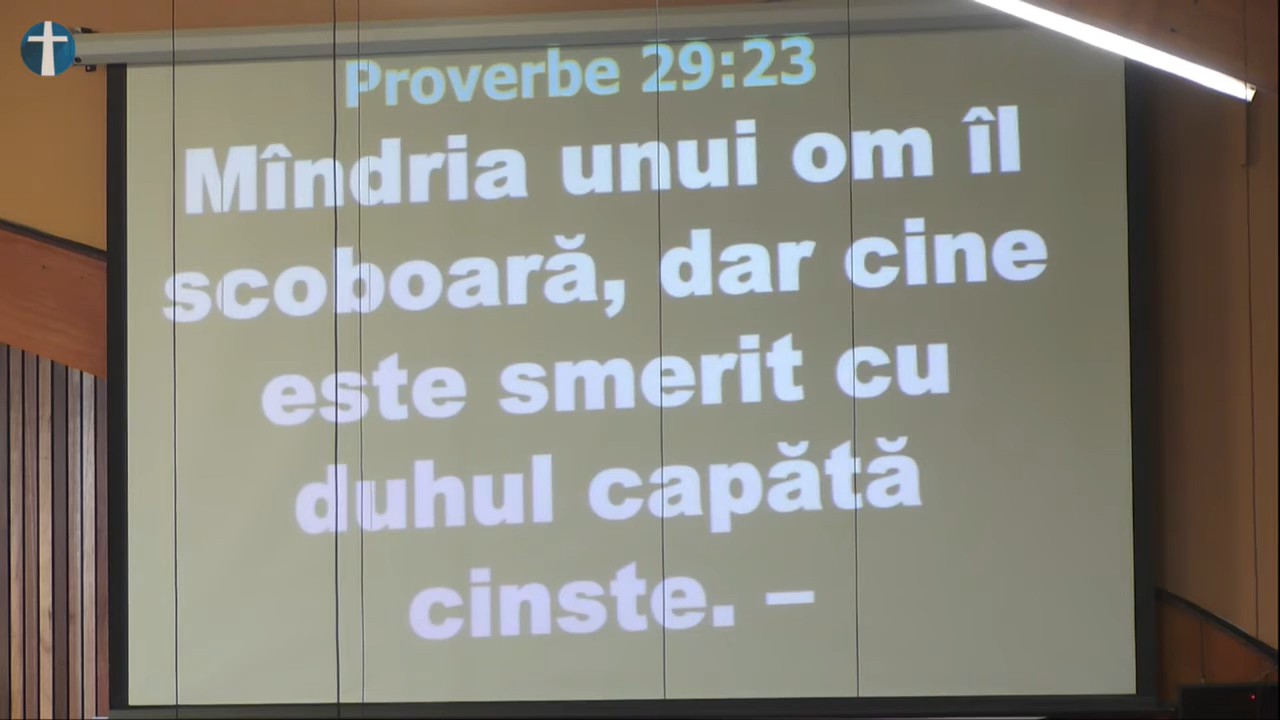 Proverbe 29:23
Mîndria unui om îl
scoboară, dar cine
este smerit cu
duhul capătă
cinste. –